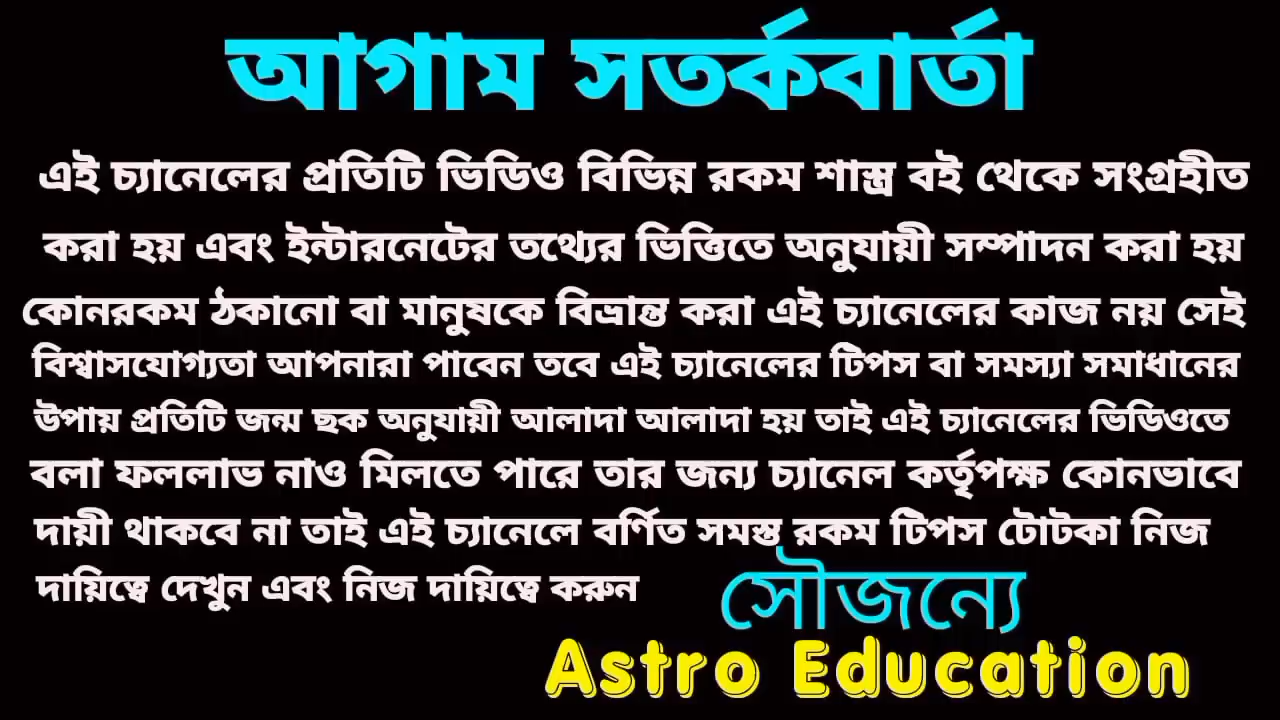 আগাম সতর্কবার্তা
এই চ্যানেলের প্রতিটি ভিডিও বিভিন্ন রকম শাস্ত্র বই থেকে সংগ্রহীত
করা হয় এবং ইন্টারনেটের তথ্যের ভিত্তিতে অনুযায়ী সম্পাদন করা হয়
কোনরকম ঠকানো বা মানুষকে বিভ্রান্ত করা এই চ্যানেলের কাজ নয় সেই
বিশ্বাসযোগ্যতা আপনারা পাবেন তবে এই চ্যানেলের টিপস বা সমস্যা সমাধানের
উপায় প্রতিটি জন্ম ছক অনুযায়ী আলাদা আলাদা হয় তাই এই চ্যানেলের ভিডিওতে
বলা ফললাভ নাও মিলতে পারে তার জন্য চ্যানেল কর্তৃপক্ষ কোনভাবে
দায়ী থাকবে না তাই এই চ্যানেলে বর্ণিত সমস্ত রকম টিপস টোটকা নিজ
দায়িত্বে দেখুন এবং নিজ দায়িত্বে করুন
সৌজন্যে
Astro Education